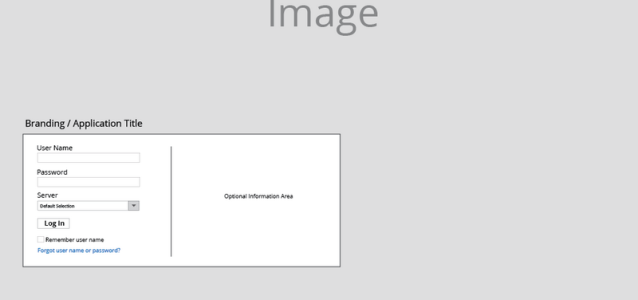 Image
Branding / Application Title
User Name
Password
Server
Default Selection
Log In
Remember user name
Forgot user name or password?
Optional Information Area